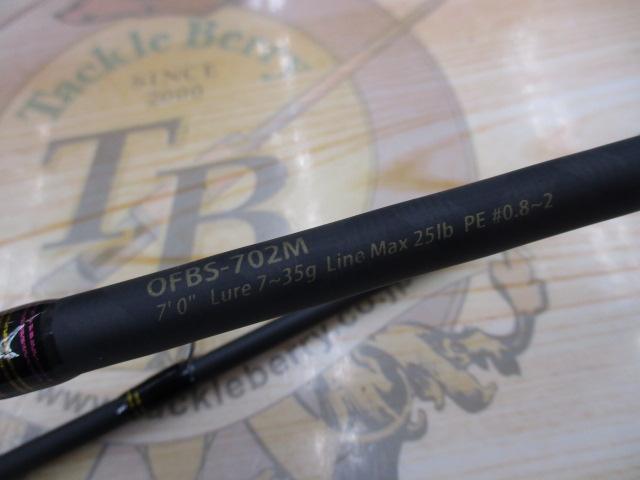 Tackle Berry
SINCE
2000
TB
OFBS-702M
7'0" Lure 7~35g Line Max 25lb PE #0.8~2
www.tackleberry.co.jp